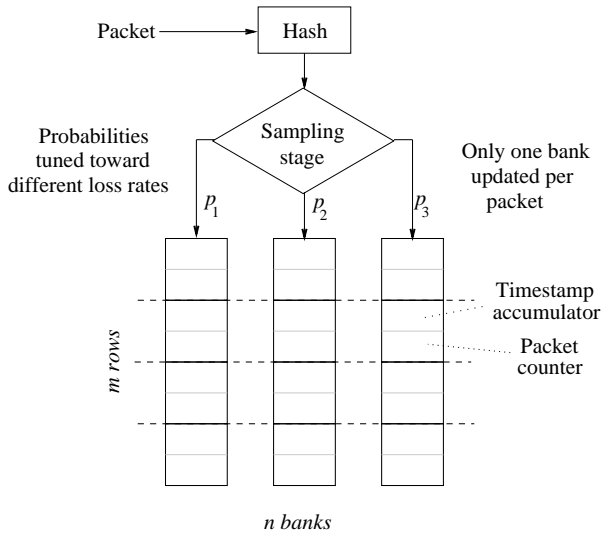 Packet
Hash
Sampling
stage
Probabilities
tuned toward
different loss rates
Only one bank
updated per
packet
p1
p2
p3
Timestamp
accumulator
Packet
counter
m rows
n banks